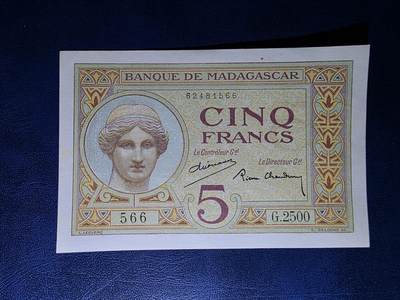 BANQUE DE MADAGASCAR
62481566
CINQ
FRANCS
Le Contrôleur Gal
Le Directeur Gal
566
5
G.2500